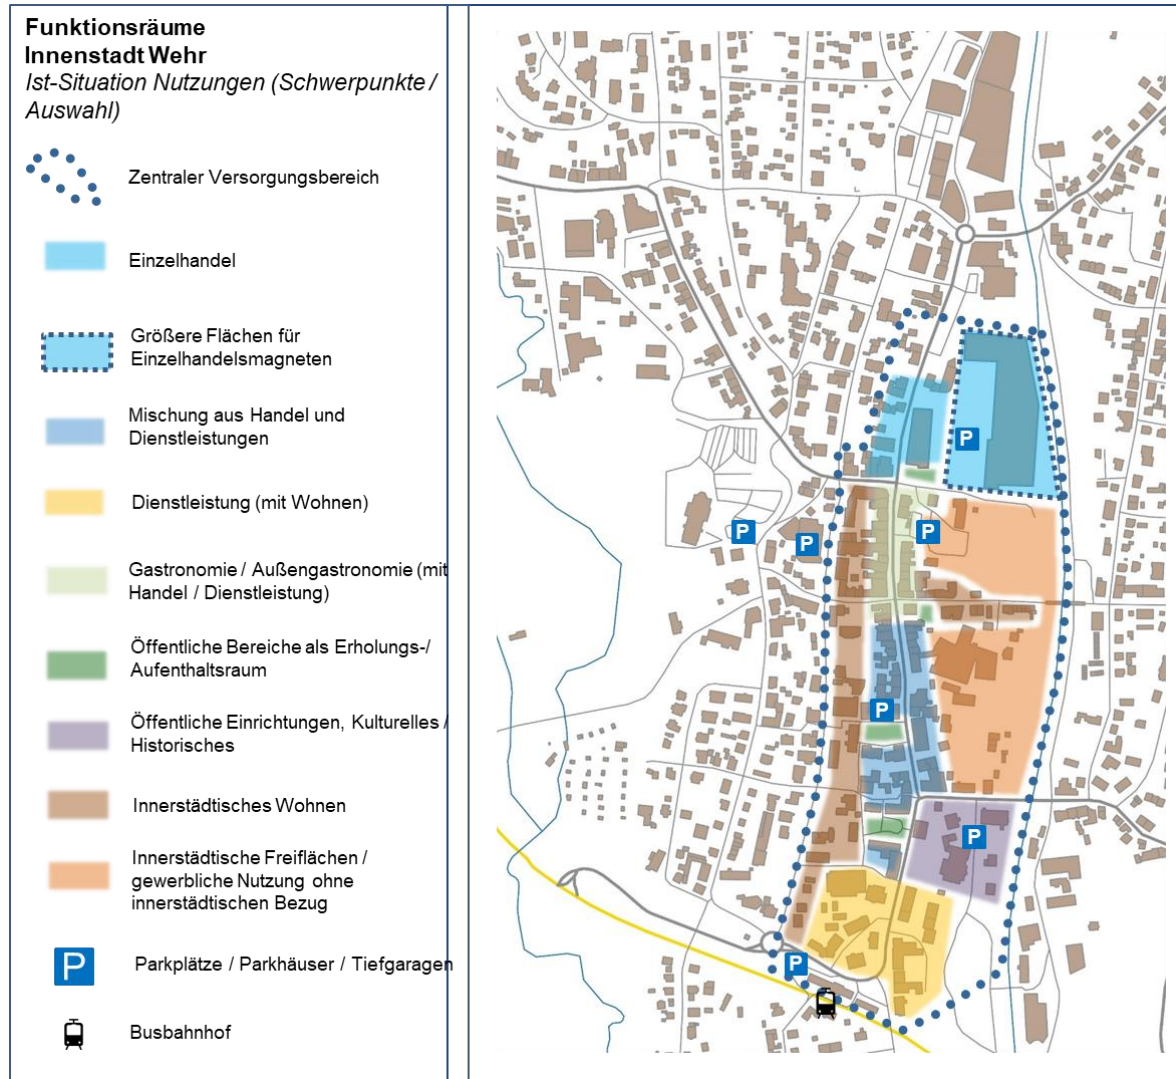 Funktionsräume
Innenstadt Wehr
Ist-Situation Nutzungen (Schwerpunkte /
Auswahl)
Zentraler Versorgungsbereich
Einzelhandel
Größere Flächen für
Einzelhandelsmagneten
Mischung aus Handel und
Dienstleistungen
Dienstleistung (mit Wohnen)
Gastronomie / Außengastronomie (mit
Handel / Dienstleistung)
Öffentliche Bereiche als Erholungs-/
Aufenthaltsraum
Öffentliche Einrichtungen, Kulturelles /
Historisches
Innerstädtisches Wohnen
Innerstädtische Freiflächen /
gewerbliche Nutzung ohne
innerstädtischen Bezug
P
Parkplätze / Parkhäuser / Tiefgaragen
Busbahnhof
P
P
P
P
P
P
P